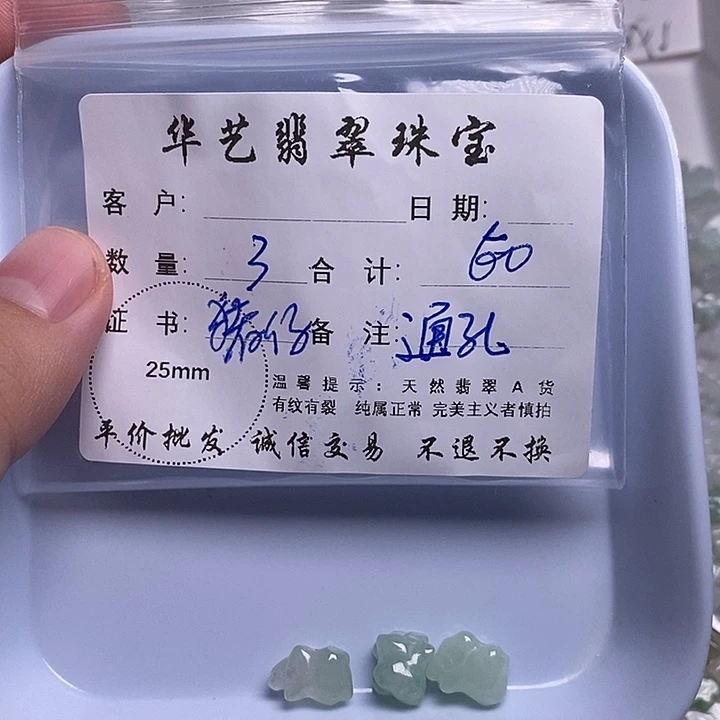 华艺翡翠珠宝
客 户: 日 期:
数 量: 3 合 计: 60
证 书: 猪仔 备 注: 通孔
25mm
温馨提示：天然翡翠A货
有纹有裂 纯属正常 完美主义者慎拍
平价批发 诚信交易 不退不换